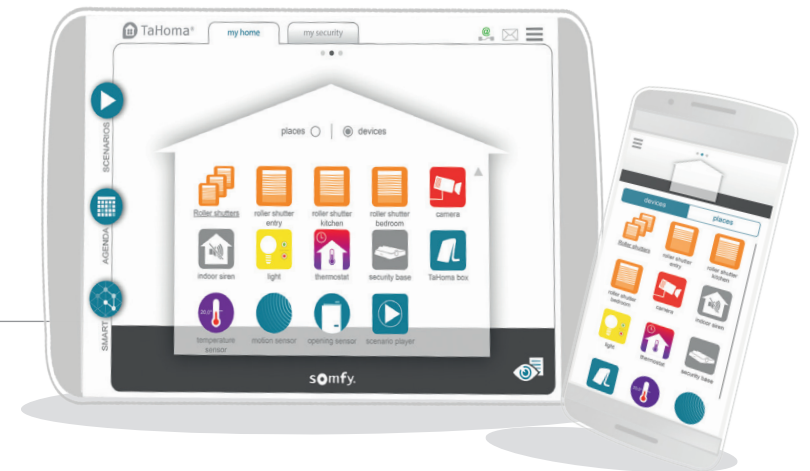 TaHoma®
my home
my security
@
SCENARIOS
AGENDA
SMART
places
devices
Roller shutters
roller shutter
entry
roller shutter
kitchen
roller shutter
bedroom
camera
indoor siren
light
thermostat
security base
TaHoma box
20.0°
temperature
sensor
motion sensor
opening sensor
scenario player
somfy.
devices
places
Roller shutters
roller shutter
entry
roller shutter
kitchen
roller shutter
bedroom
camera
indoor siren
light
thermostat
security base